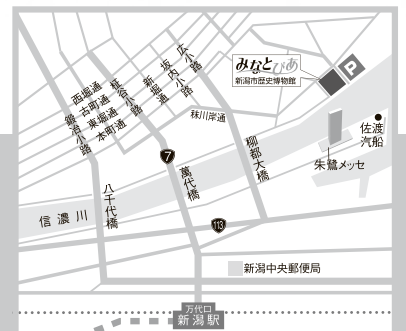 みなとぴあ
新潟市歴史博物館
P
広小路
坂内小路
新堀通
柾谷小路
西堀通
古町通
東堀通
本町通
鍛冶小路
秣川岸通
佐渡汽船
朱鷺メッセ
柳都大橋
7
萬代橋
八千代橋
信濃川
113
新潟中央郵便局
万代口
新潟駅